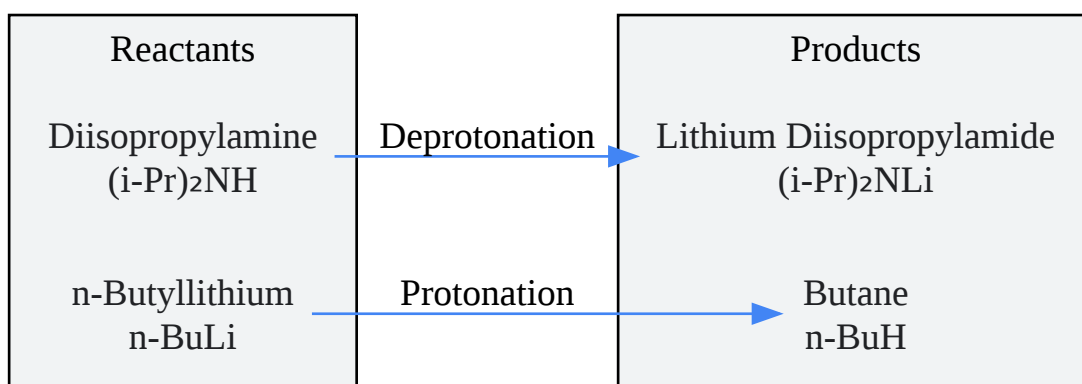 Reactants
Products
Diisopropylamine
(i-Pr)₂NH
Deprotonation
Lithium Diisopropylamide
(i-Pr)₂NLi
n-Butyllithium
n-BuLi
Protonation
Butane
n-BuH